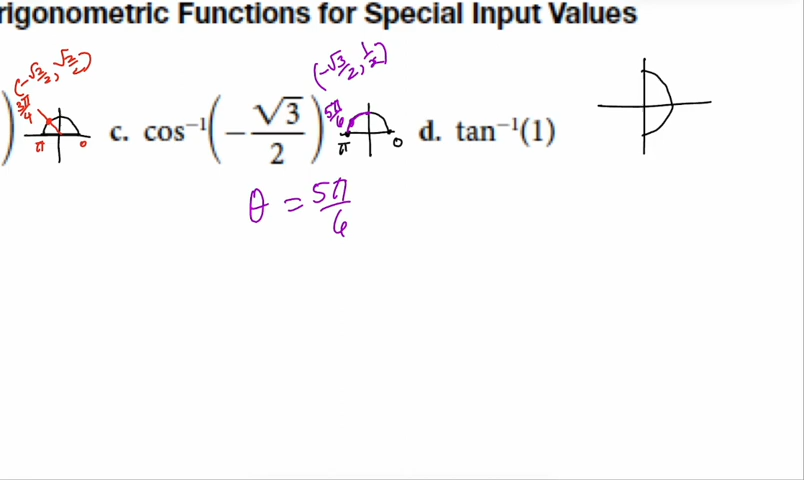 rigonometric Functions for Special Input Values
(-√3/2, √2/2)
3π/4
π 0
) c. cos⁻¹(-√3/2)
(-√3/2, 1/2)
5π/6
π 0
d. tan⁻¹(1)
θ = 5π/6